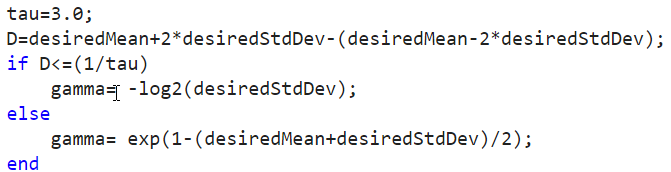 tau=3.0;
D=desiredMean+2*desiredStdDev-(desiredMean-2*desiredStdDev);
if D<=(1/tau)
gamma= -log2(desiredStdDev);
else
gamma= exp(1-(desiredMean+desiredStdDev)/2);
end